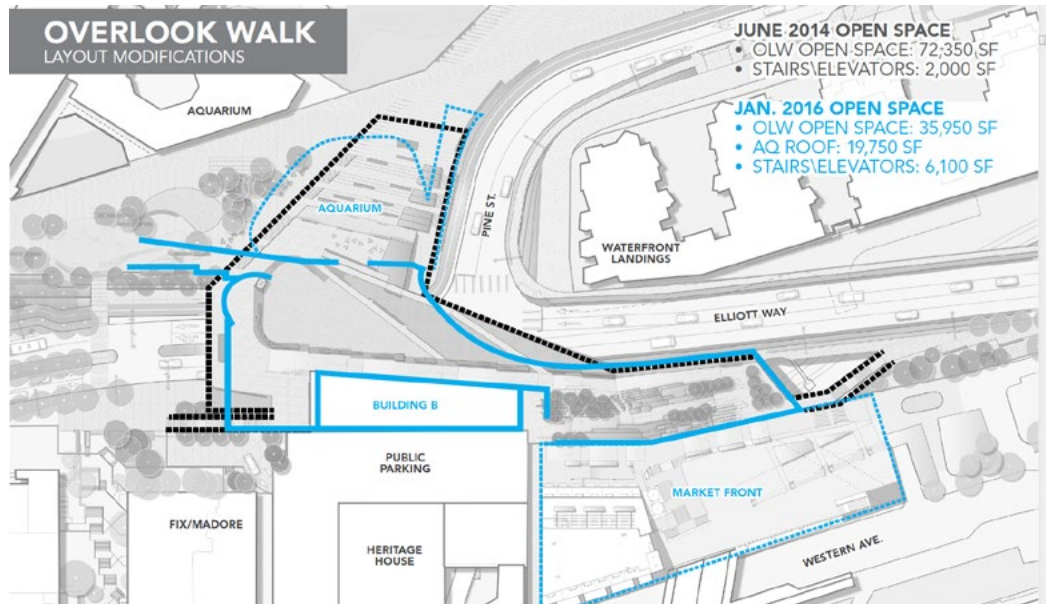 OVERLOOK WALK
LAYOUT MODIFICATIONS
JUNE 2014 OPEN SPACE
• OLW OPEN SPACE: 72,350 SF
• STAIRS\ELEVATORS: 2,000 SF
JAN. 2016 OPEN SPACE
• OLW OPEN SPACE: 35,950 SF
• AQ ROOF: 19,750 SF
• STAIRS\ELEVATORS: 6,100 SF
AQUARIUM
AQUARIUM
PINE ST.
WATERFRONT
LANDINGS
ELLIOTT WAY
BUILDING B
PUBLIC
PARKING
MARKET FRONT
FIX/MADORE
HERITAGE
HOUSE
WESTERN AVE.